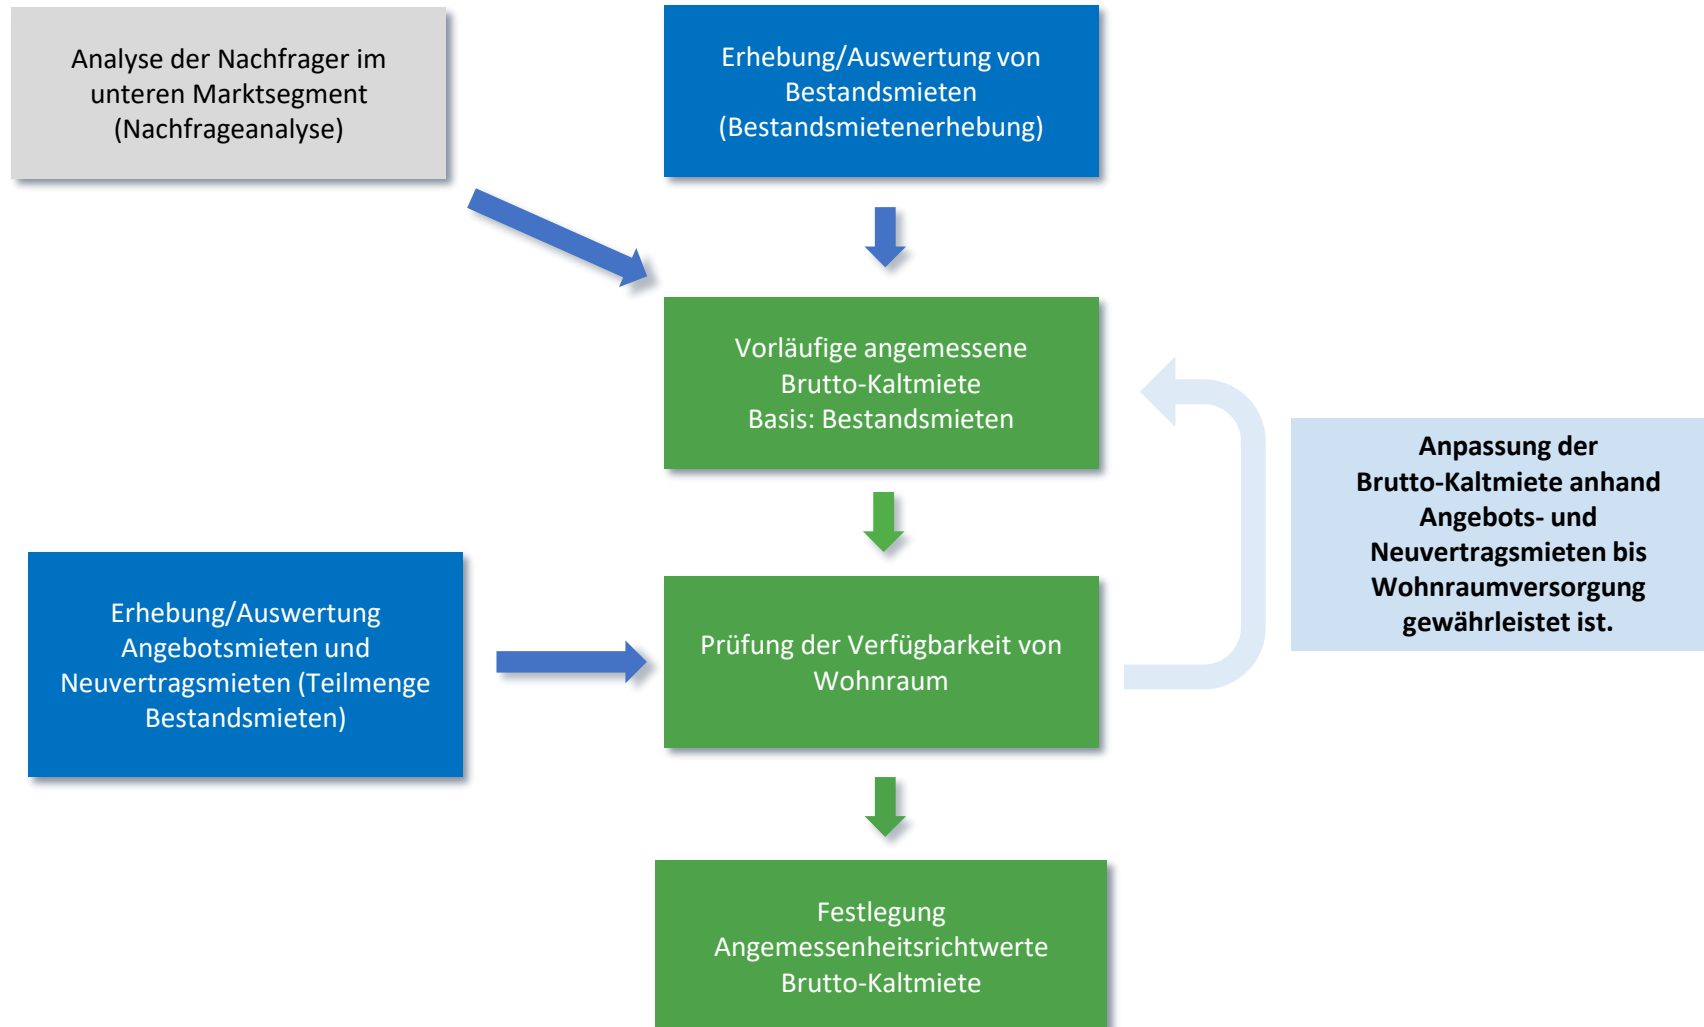 Analyse der Nachfrager im
unteren Marktsegment
(Nachfrageanalyse)
Erhebung/Auswertung von
Bestandsmieten
(Bestandsmietenerhebung)
Vorläufige angemessene
Brutto-Kaltmiete
Basis: Bestandsmieten
Anpassung der
Brutto-Kaltmiete anhand
Angebots- und
Neuvertragsmieten bis
Wohnraumversorgung
gewährleistet ist.
Erhebung/Auswertung
Angebotsmieten und
Neuvertragsmieten (Teilmenge
Bestandsmieten)
Prüfung der Verfügbarkeit von
Wohnraum
Festlegung
Angemessenheitsrichtwerte
Brutto-Kaltmiete